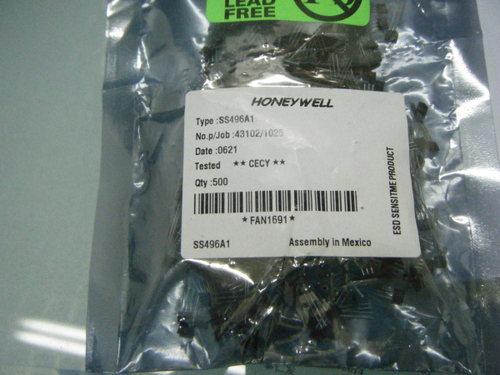 LEAD
FREE
HONEYWELL
Type :SS496A1
No.p/Job :43102/1025
Date :0621
Tested ** CECY **
Qty :500
*FAN1691*
SS496A1 Assembly in Mexico
ESD SENSITME PRODUCT